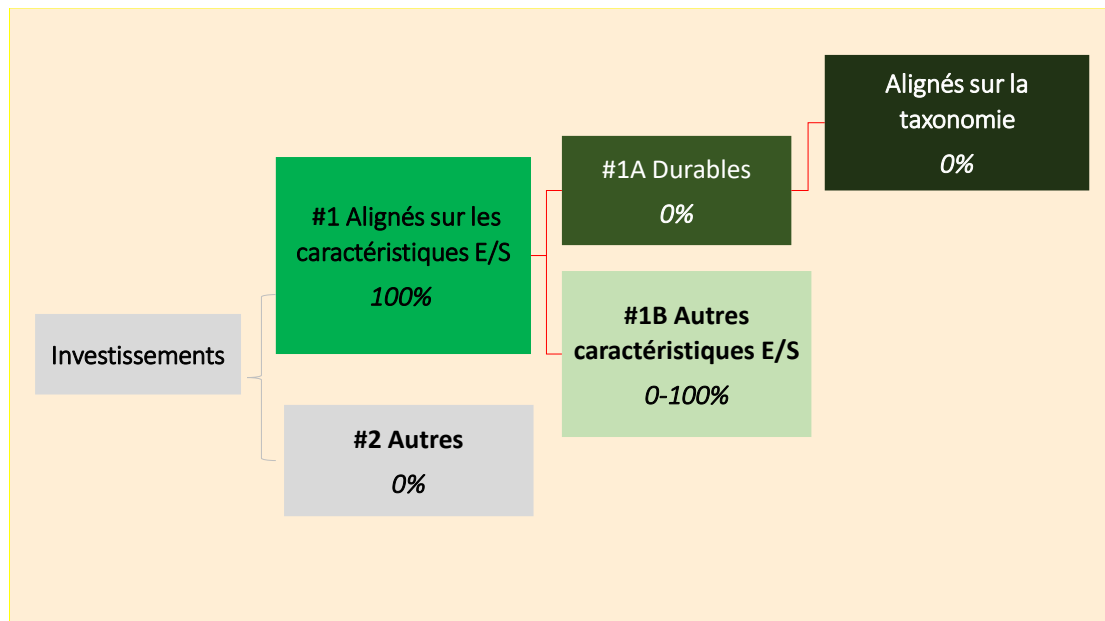 Alignés sur la
taxonomie
0%
#1A Durables
0%
#1 Alignés sur les
caractéristiques E/S
100%
#1B Autres
caractéristiques E/S
0-100%
Investissements
#2 Autres
0%